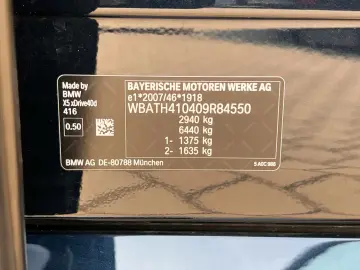 Made by
BMW
X5 xDrive40d
416
0.50
BMW AG DE-80788 München
BAYERISCHE MOTOREN WERKE AG
e1*2007/46*1918
WBATH410409R84550
2940 kg
6440 kg
1- 1375 kg
2- 1635 kg